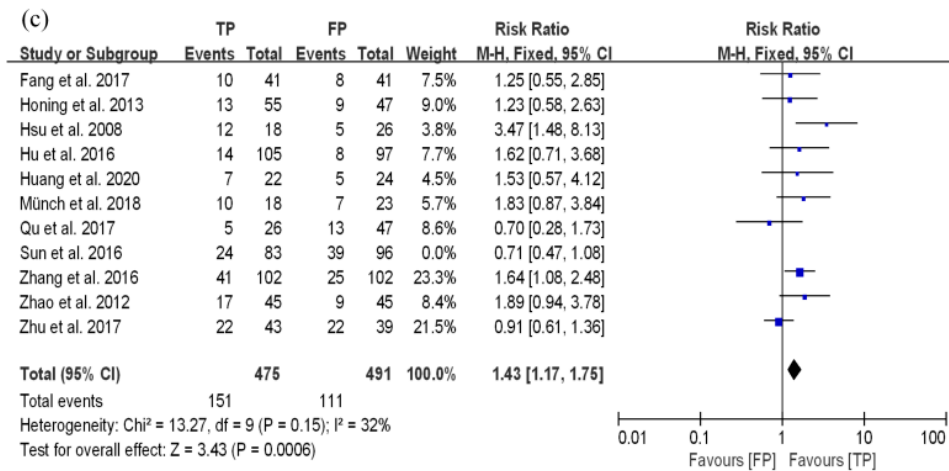 (c) TP FP Risk Ratio Risk Ratio
Study or Subgroup Events Total Events Total Weight M-H, Fixed, 95% CI M-H, Fixed, 95% CI
Fang et al. 2017 10 41 8 41 7.5% 1.25 [0.55, 2.85]
Honing et al. 2013 13 55 9 47 9.0% 1.23 [0.58, 2.63]
Hsu et al. 2008 12 18 5 26 3.8% 3.47 [1.48, 8.13]
Hu et al. 2016 14 105 8 97 7.7% 1.62 [0.71, 3.68]
Huang et al. 2020 7 22 5 24 4.5% 1.53 [0.57, 4.12]
Münch et al. 2018 10 18 7 23 5.7% 1.83 [0.87, 3.84]
Qu et al. 2017 5 26 13 47 8.6% 0.70 [0.28, 1.73]
Sun et al. 2016 24 83 39 96 0.0% 0.71 [0.47, 1.08]
Zhang et al. 2016 41 102 25 102 23.3% 1.64 [1.08, 2.48]
Zhao et al. 2012 17 45 9 45 8.4% 1.89 [0.94, 3.78]
Zhu et al. 2017 22 43 22 39 21.5% 0.91 [0.61, 1.36]
Total (95% CI) 475 491 100.0% 1.43 [1.17, 1.75]
Total events 151 111
Heterogeneity: Chi² = 13.27, df = 9 (P = 0.15); I² = 32%
Test for overall effect: Z = 3.43 (P = 0.0006)
0.01 0.1 1 10 100
Favours [FP] Favours [TP]